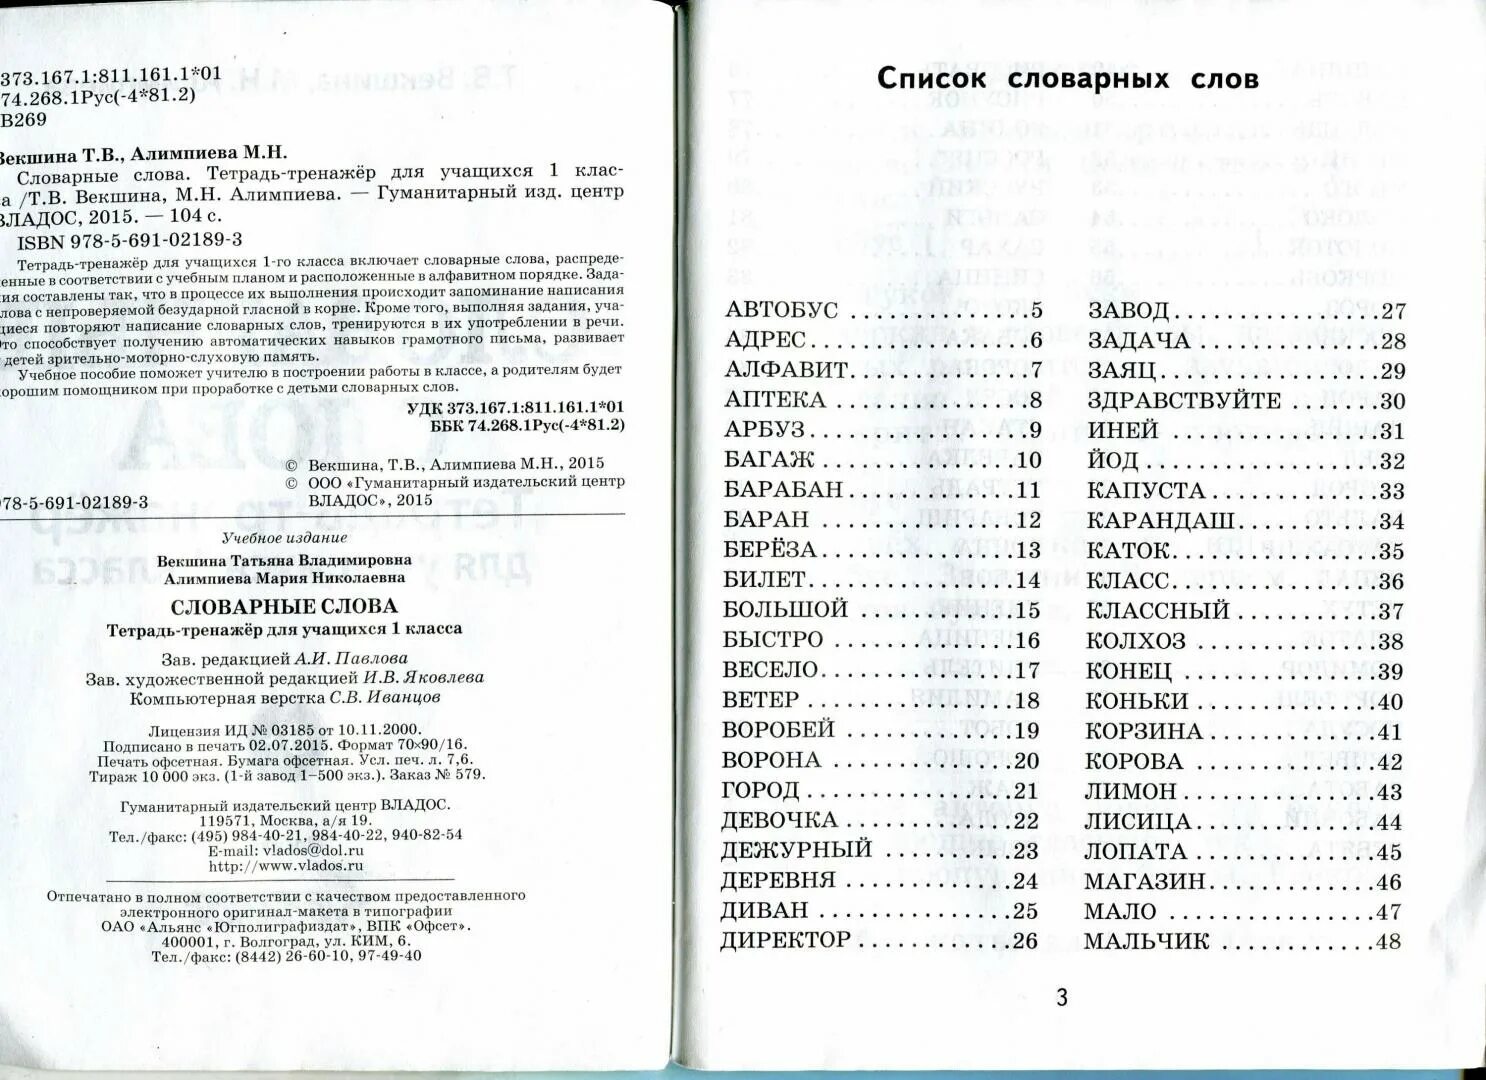 373.167.1:811.161.1*01
74.268.1Рус(-4*81.2)
В269
Векшина Т.В., Алимпиева М.Н.
Словарные слова. Тетрадь-тренажёр для учащихся 1 клас-
са /Т.В. Векшина, М.Н. Алимпиева. — Гуманитарный изд. центр
ВЛАДОС, 2015. — 104 с.
ISBN 978-5-691-02189-3
Тетрадь-тренажёр для учащихся 1-го класса включает словарные слова, распреде-
енные в соответствии с учебным планом и расположенные в алфавитном порядке. Зада-
ия составлены так, что в процессе их выполнения происходит запоминание написания
лова с непроверяемой безударной гласной в корне. Кроме того, выполняя задания, уча-
щиеся повторяют написание словарных слов, тренируются в их употреблении в речи.
Это способствует получению автоматических навыков грамотного письма, развивает
детей зрительно-моторно-слуховую память.
Учебное пособие поможет учителю в построении работы в классе, а родителям будет
хорошим помощником при проработке с детьми словарных слов.
УДК 373.167.1:811.161.1*01
ББК 74.268.1Рус(-4*81.2)
© Векшина, Т.В., Алимпиева М.Н., 2015
© ООО «Гуманитарный издательский центр
978-5-691-02189-3 ВЛАДОС», 2015
Учебное издание
Векшина Татьяна Владимировна
Алимпиева Мария Николаевна
СЛОВАРНЫЕ СЛОВА
Тетрадь-тренажёр для учащихся 1 класса
Зав. редакцией А.И. Павлова
Зав. художественной редакцией И.В. Яковлева
Компьютерная верстка С.В. Иванцов
Лицензия ИД № 03185 от 10.11.2000.
Подписано в печать 02.07.2015. Формат 70×90/16.
Печать офсетная. Бумага офсетная. Усл. печ. л. 7,6.
Тираж 10 000 экз. (1-й завод 1–500 экз.). Заказ № 579.
Гуманитарный издательский центр ВЛАДОС.
119571, Москва, а/я 19.
Тел./факс: (495) 984-40-21, 984-40-22, 940-82-54
E-mail: vlados@dol.ru
http://www.vlados.ru
Отпечатано в полном соответствии с качеством предоставленного
электронного оригинал-макета в типографии
ОАО «Альянс «Югполиграфиздат», ВПК «Офсет».
400001, г. Волгоград, ул. КИМ, 6.
Тел./факс: (8442) 26-60-10, 97-49-40
Список словарных слов
АВТОБУС ..............5
АДРЕС..................6
АЛФАВИТ..............7
АПТЕКА ...............8
АРБУЗ..................9
БАГАЖ ...............10
БАРАБАН.............11
БАРАН ................12
БЕРЁЗА...............13
БИЛЕТ................14
БОЛЬШОЙ ............15
БЫСТРО ..............16
ВЕСЕЛО...............17
ВЕТЕР ................18
ВОРОБЕЙ .............19
ВОРОНА ..............20
ГОРОД ................21
ДЕВОЧКА .............22
ДЕЖУРНЫЙ ..........23
ДЕРЕВНЯ .............24
ДИВАН ...............25
ДИРЕКТОР............26
ЗАВОД.................27
ЗАДАЧА ..............28
ЗАЯЦ..................29
ЗДРАВСТВУЙТЕ .......30
ИНЕЙ .................31
ЙОД ...................32
КАПУСТА .............33
КАРАНДАШ...........34
КАТОК................35
КЛАСС................36
КЛАССНЫЙ ..........37
КОЛХОЗ ..............38
КОНЕЦ ...............39
КОНЬКИ ..............40
КОРЗИНА.............41
КОРОВА ..............42
ЛИМОН...............43
ЛИСИЦА..............44
ЛОПАТА ..............45
МАГАЗИН.............46
МАЛО ................47
МАЛЬЧИК ............48
3